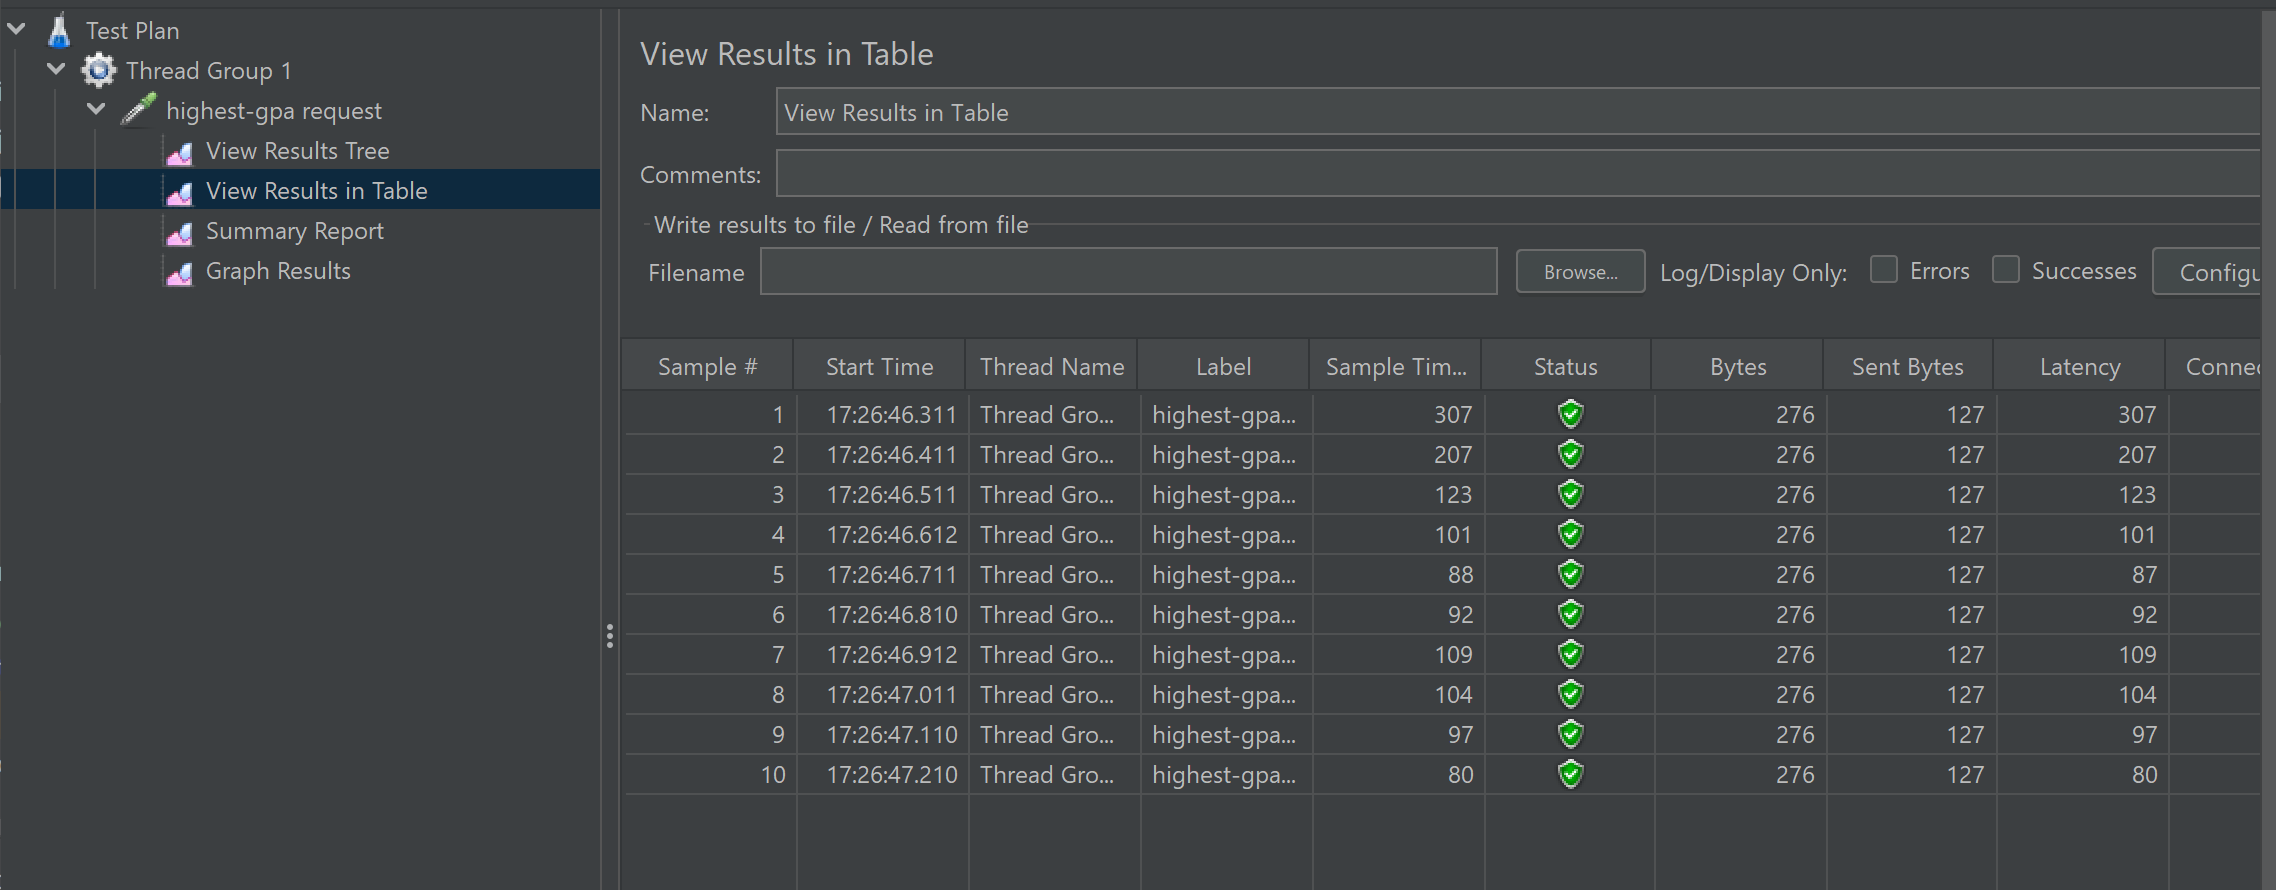 Test Plan
Thread Group 1
highest-gpa request
View Results Tree
View Results in Table
Summary Report
Graph Results
View Results in Table
Name: View Results in Table
Comments:
Write results to file / Read from file
Filename Browse... Log/Display Only: Errors Successes Configu
Sample # Start Time Thread Name Label Sample Tim... Status Bytes Sent Bytes Latency Connec
1 17:26:46.311 Thread Gro... highest-gpa... 307 276 127 307
2 17:26:46.411 Thread Gro... highest-gpa... 207 276 127 207
3 17:26:46.511 Thread Gro... highest-gpa... 123 276 127 123
4 17:26:46.612 Thread Gro... highest-gpa... 101 276 127 101
5 17:26:46.711 Thread Gro... highest-gpa... 88 276 127 87
6 17:26:46.810 Thread Gro... highest-gpa... 92 276 127 92
7 17:26:46.912 Thread Gro... highest-gpa... 109 276 127 109
8 17:26:47.011 Thread Gro... highest-gpa... 104 276 127 104
9 17:26:47.110 Thread Gro... highest-gpa... 97 276 127 97
10 17:26:47.210 Thread Gro... highest-gpa... 80 276 127 80